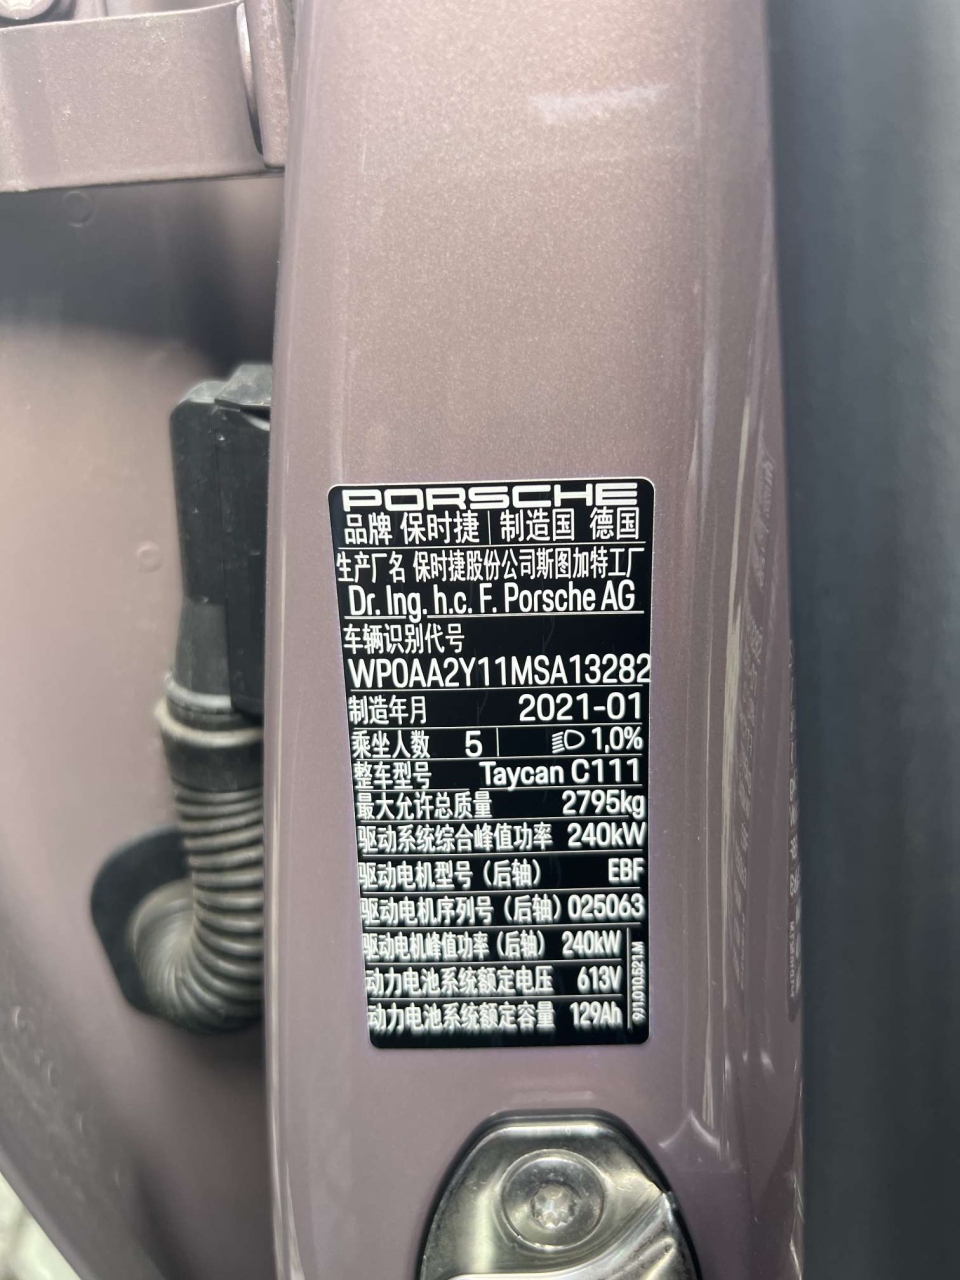 PORSCHE
品牌 保时捷 制造国 德国
生产厂名 保时捷股份公司斯图加特工厂
Dr. Ing. h.c. F. Porsche AG
车辆识别代号
WP0AA2Y11MSA13282
制造年月 2021-01
乘坐人数 5 1,0%
整车型号 Taycan C111
最大允许总质量 2795kg
驱动系统综合峰值功率 240kW
驱动电机型号（后轴） EBF
驱动电机序列号（后轴）025063
驱动电机峰值功率（后轴） 240kW
动力电池系统额定电压 613V
动力电池系统额定容量 129Ah